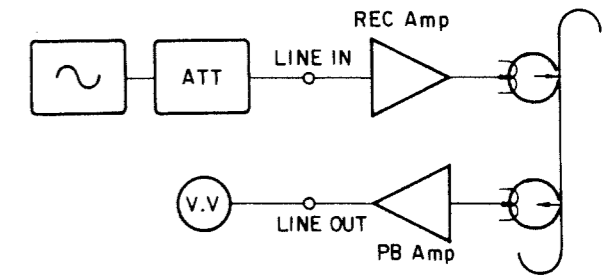 REC Amp
LINE IN
ATT
V.V
LINE OUT
PB Amp